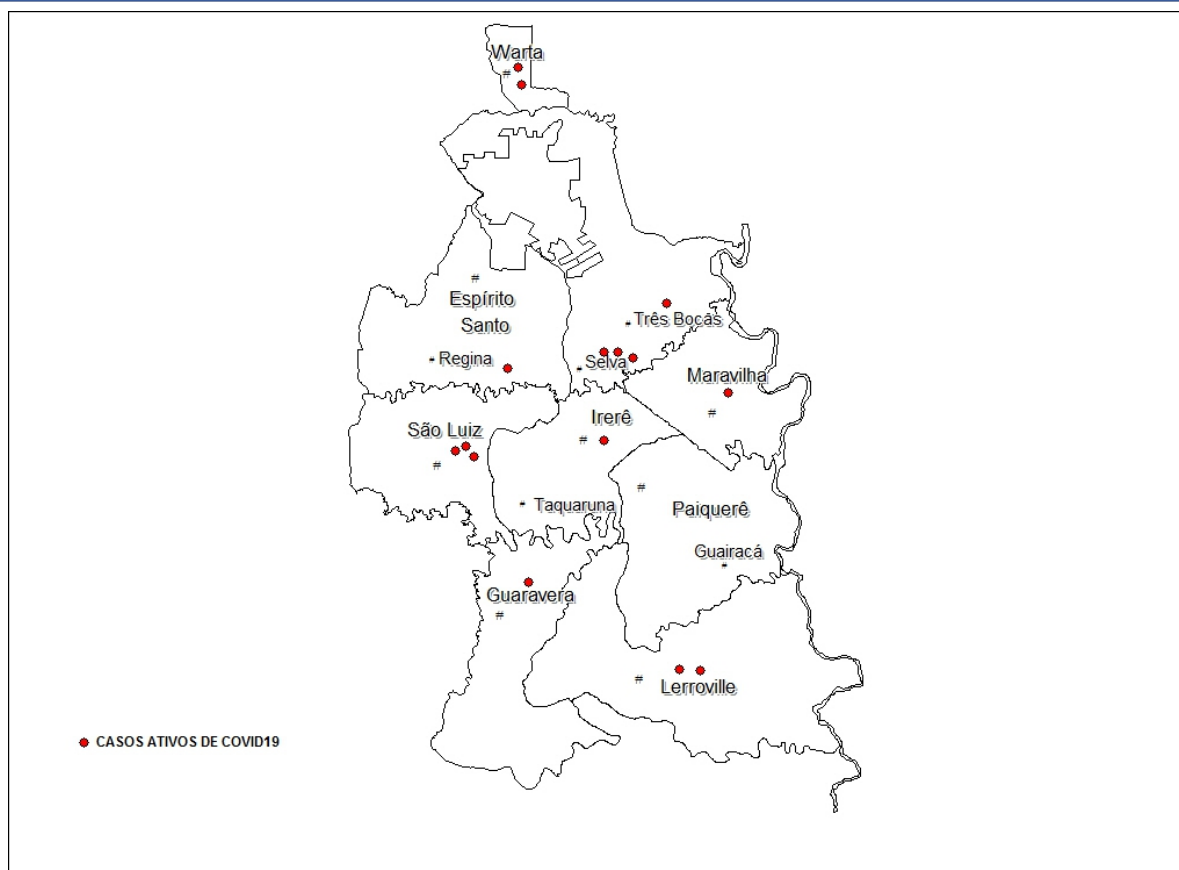 Warta
#
#
Espírito
Santo
Três Bocas
Regina
Selva
Maravilha
#
Irerê
#
São Luiz
#
#
Taquaruna
Paiquerê
Guairacá
Guaravera
#
#
Lerroville
CASOS ATIVOS DE COVID19